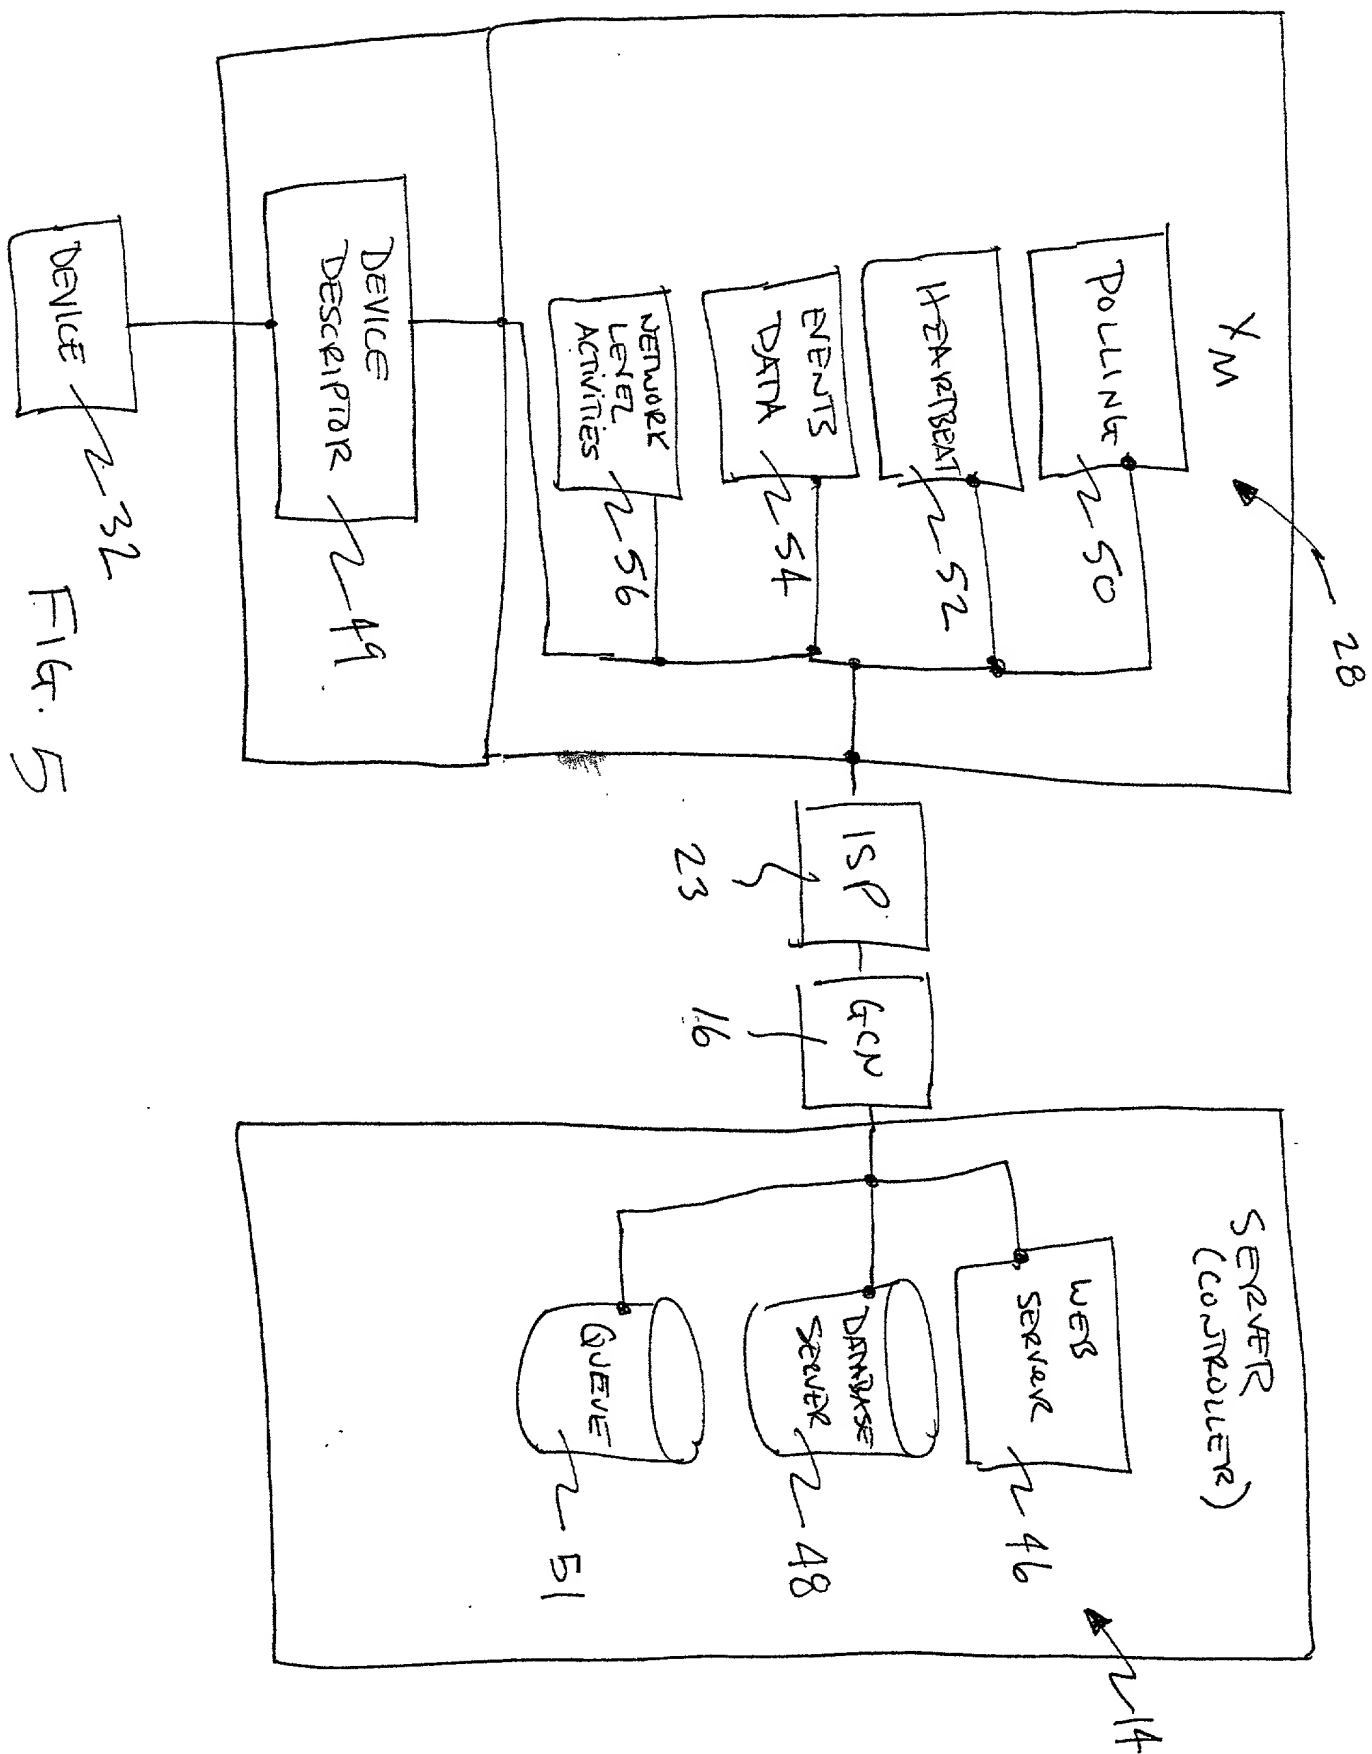 XM
28
POLLING
50
HEARTBEAT
52
EVENTS
DATA
54
NETWORK
LEVEL
ACTIVITIES
56
DEVICE
DESCRIPTOR
49
DEVICE
32
ISP
23
GCN
16
SERVER
(CONTROLLER)
14
WEB
SERVER
46
DATABASE
SERVER
48
QUEUE
51
FIG. 5